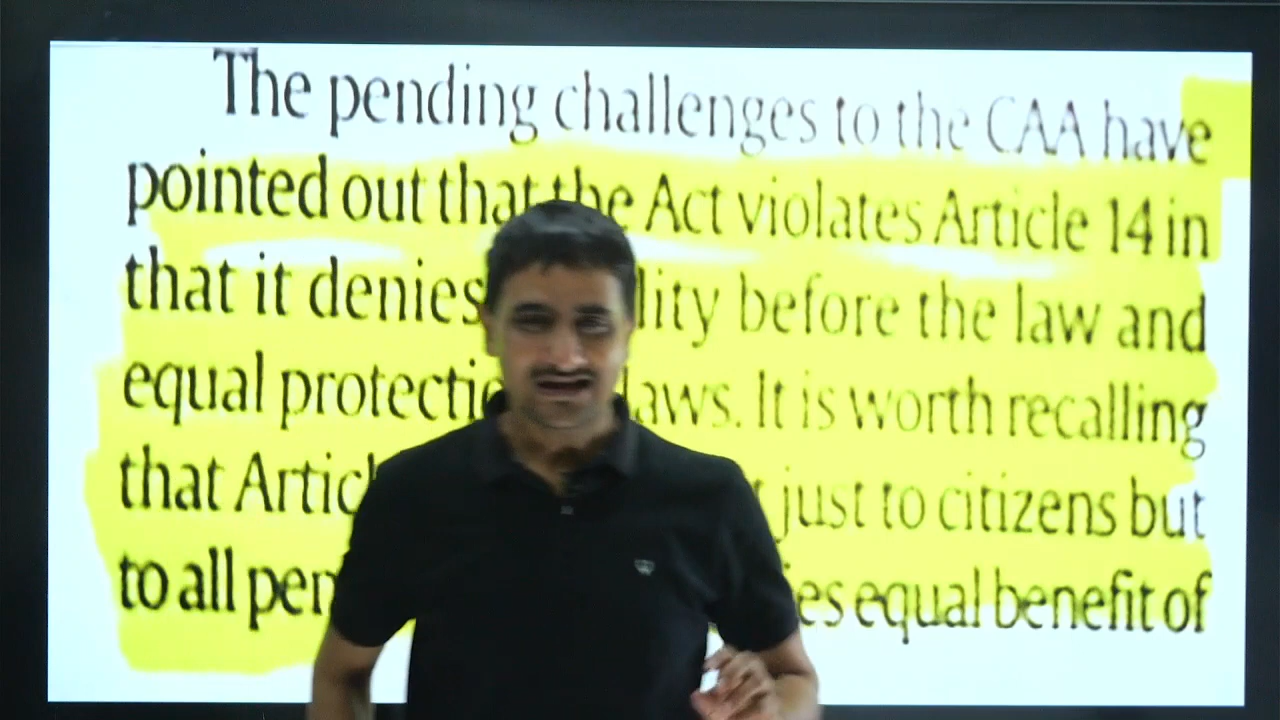 The pending challenges to the CAA have
pointed out that the Act violates Article 14 in
that it denies lity before the law and
equal protectio laws. It is worth recalling
that Artic just to citizens but
to all per es equal benefit of